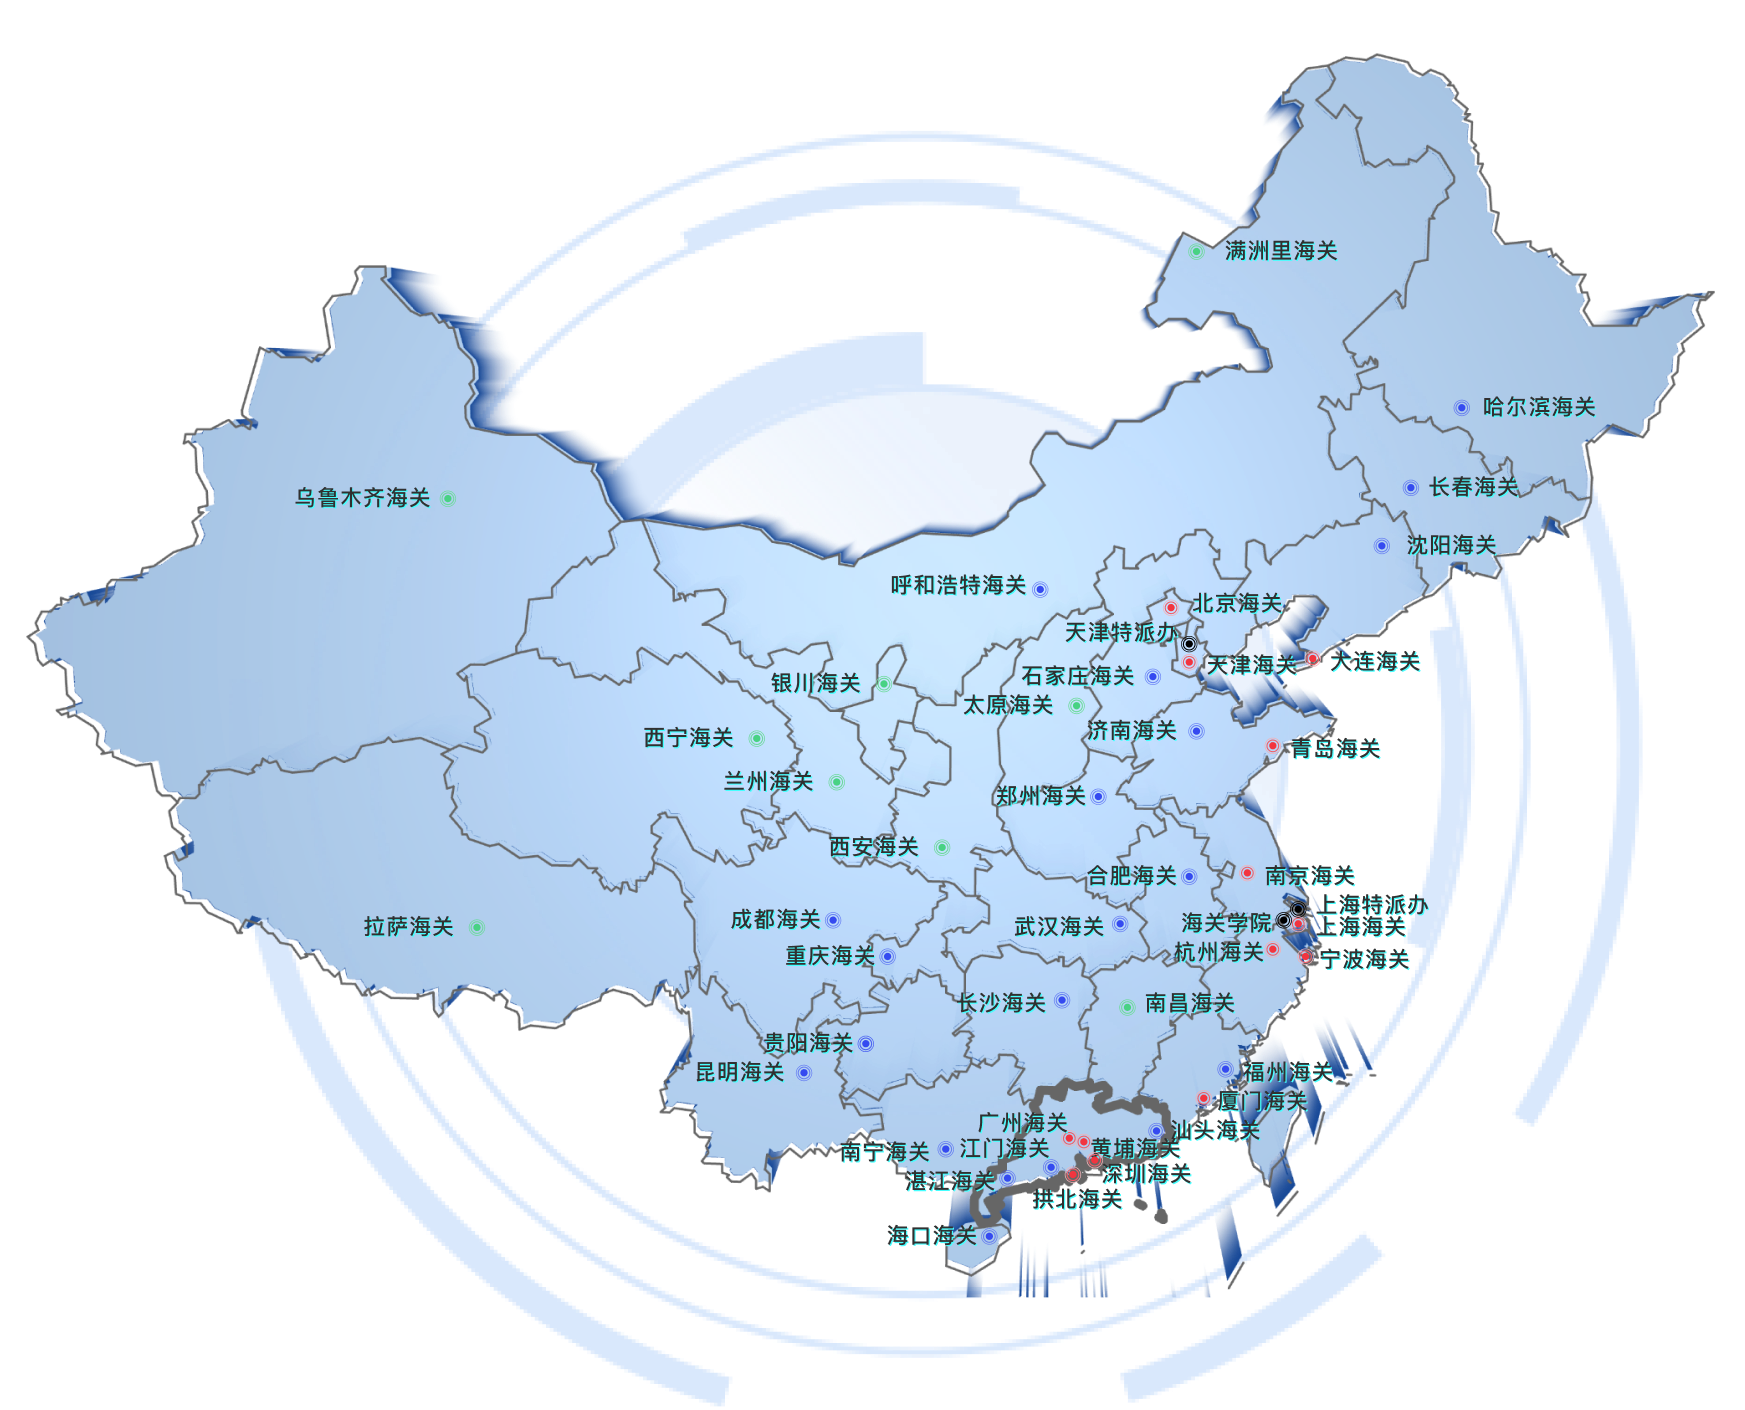 满洲里海关
哈尔滨海关
长春海关
乌鲁木齐海关
沈阳海关
呼和浩特海关
北京海关
天津特派办
天津海关
大连海关
石家庄海关
银川海关
太原海关
济南海关
西宁海关
青岛海关
兰州海关
郑州海关
西安海关
合肥海关
南京海关
上海特派办
成都海关
海关学院
上海海关
武汉海关
拉萨海关
杭州海关
重庆海关
宁波海关
长沙海关
南昌海关
贵阳海关
昆明海关
福州海关
厦门海关
广州海关
汕头海关
南宁海关
江门海关
黄埔海关
湛江海关
深圳海关
拱北海关
海口海关